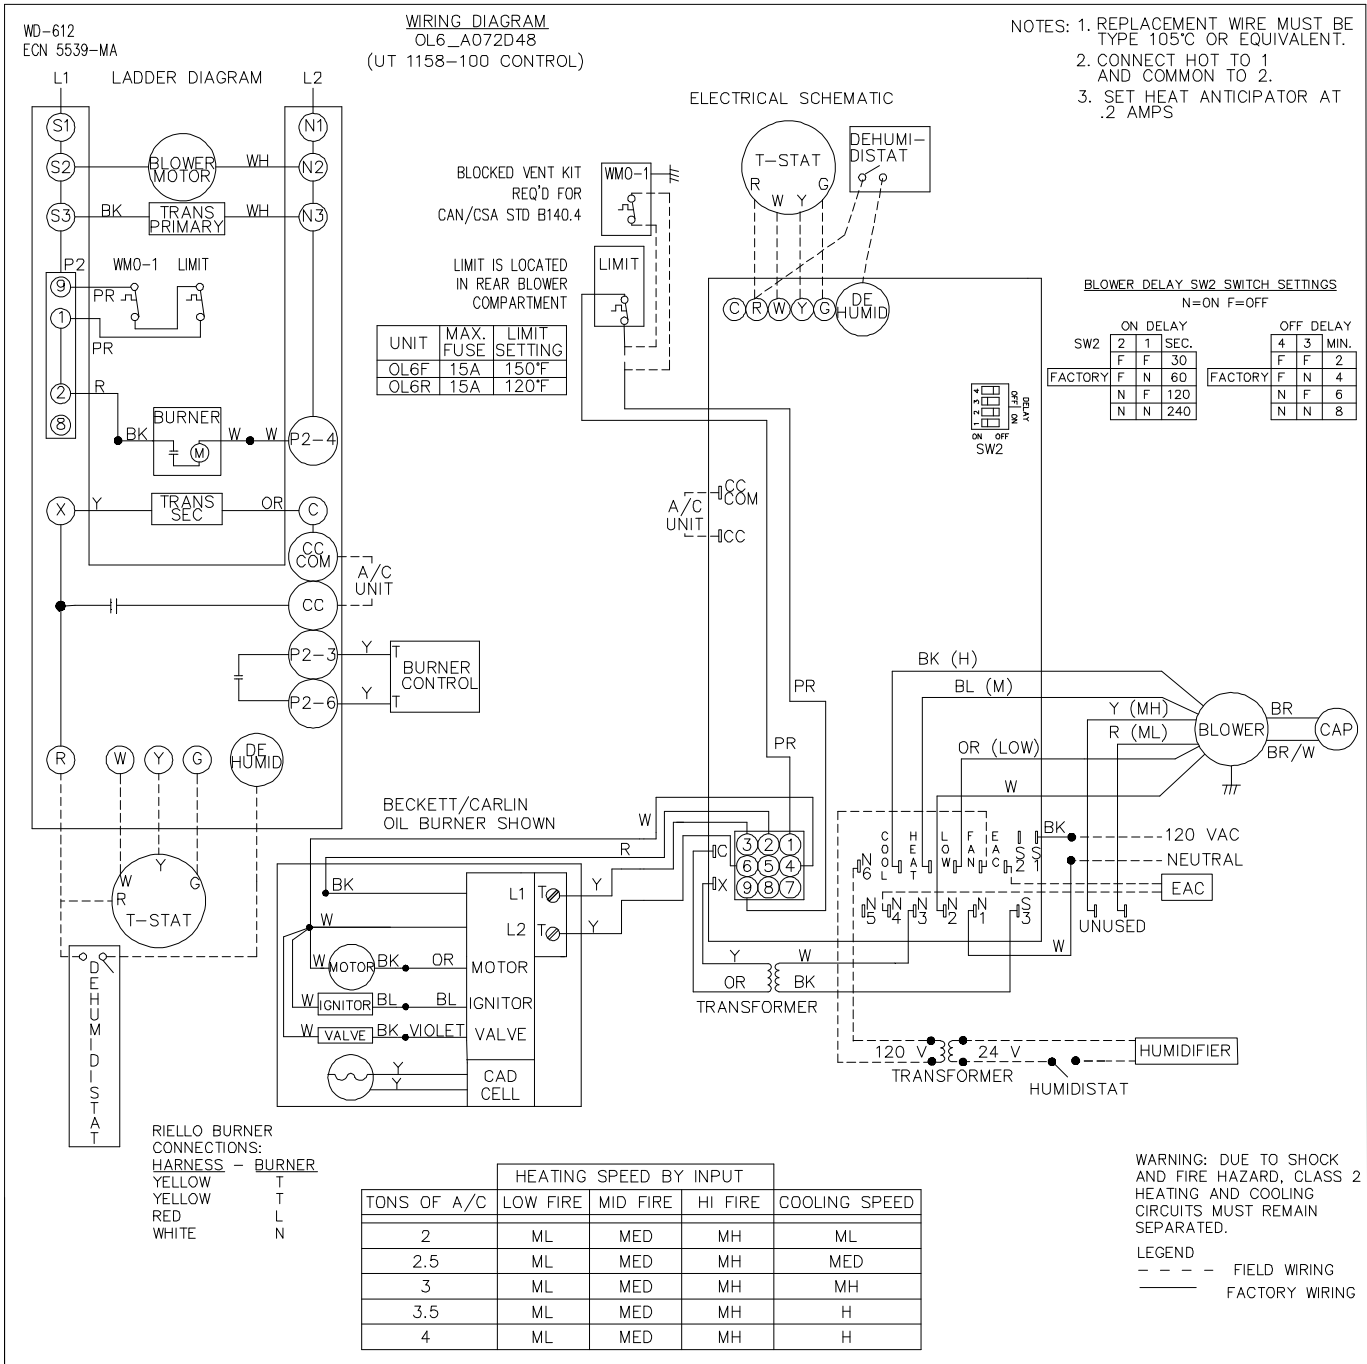 WD-612
ECN 5539-MA
WIRING DIAGRAM
OL6_A072D48
(UT 1158-100 CONTROL)
NOTES: 1. REPLACEMENT WIRE MUST BE
TYPE 105°C OR EQUIVALENT.
2. CONNECT HOT TO 1
AND COMMON TO 2.
3. SET HEAT ANTICIPATOR AT
.2 AMPS
L1 LADDER DIAGRAM L2
S1 N1
S2 BLOWER MOTOR WH N2
S3 BK TRANS PRIMARY WH N3
P2 WMO-1 LIMIT
9 PR
1
PR
2 R
8
BURNER
BK M W W P2-4
X Y TRANS SEC OR C
CC COM
A/C UNIT
CC
P2-3 Y T
BURNER CONTROL
P2-6 Y T
R W Y G DE HUMID
W Y G
R
T-STAT
DEHUMIDISTAT
ELECTRICAL SCHEMATIC
BLOCKED VENT KIT
REQ'D FOR
CAN/CSA STD B140.4
WMO-1
LIMIT IS LOCATED
IN REAR BLOWER
COMPARTMENT
LIMIT
UNIT MAX. FUSE LIMIT SETTING
OL6F 15A 150°F
OL6R 15A 120°F
T-STAT
R W Y G
DEHUMI-
DISTAT
C R W Y G DE HUMID
BLOWER DELAY SW2 SWITCH SETTINGS
N=ON F=OFF
ON DELAY
SW2 2 1 SEC.
F F 30
FACTORY F N 60
N F 120
N N 240
OFF DELAY
4 3 MIN.
F F 2
FACTORY F N 4
N F 6
N N 8
1 2 3 4
OFF ON
DELAY
ON OFF
SW2
CC COM
A/C UNIT
CC
PR
PR
BK (H)
BL (M)
Y (MH)
R (ML)
OR (LOW)
W
BLOWER
BR
BR/W
CAP
BK
120 VAC
NEUTRAL
EAC
UNUSED
W
COOL HEAT LOW FAN EAC S2 S1
N6
N5 N4 N3 N2 N1 S3
C
X
3 2 1
6 5 4
9 8 7
BECKETT/CARLIN
OIL BURNER SHOWN
W
R
BK
L1 T Y
W
L2 T Y
W MOTOR BK OR MOTOR
W IGNITOR BL BL IGNITOR
W VALVE BK VIOLET VALVE
Y
Y
CAD CELL
Y W
OR BK
TRANSFORMER
120 V 24 V
TRANSFORMER
HUMIDIFIER
HUMIDISTAT
RIELLO BURNER
CONNECTIONS:
HARNESS - BURNER
YELLOW T
YELLOW T
RED L
WHITE N
HEATING SPEED BY INPUT
TONS OF A/C LOW FIRE MID FIRE HI FIRE COOLING SPEED
2 ML MED MH ML
2.5 ML MED MH MED
3 ML MED MH MH
3.5 ML MED MH H
4 ML MED MH H
WARNING: DUE TO SHOCK
AND FIRE HAZARD, CLASS 2
HEATING AND COOLING
CIRCUITS MUST REMAIN
SEPARATED.
LEGEND
FIELD WIRING
FACTORY WIRING